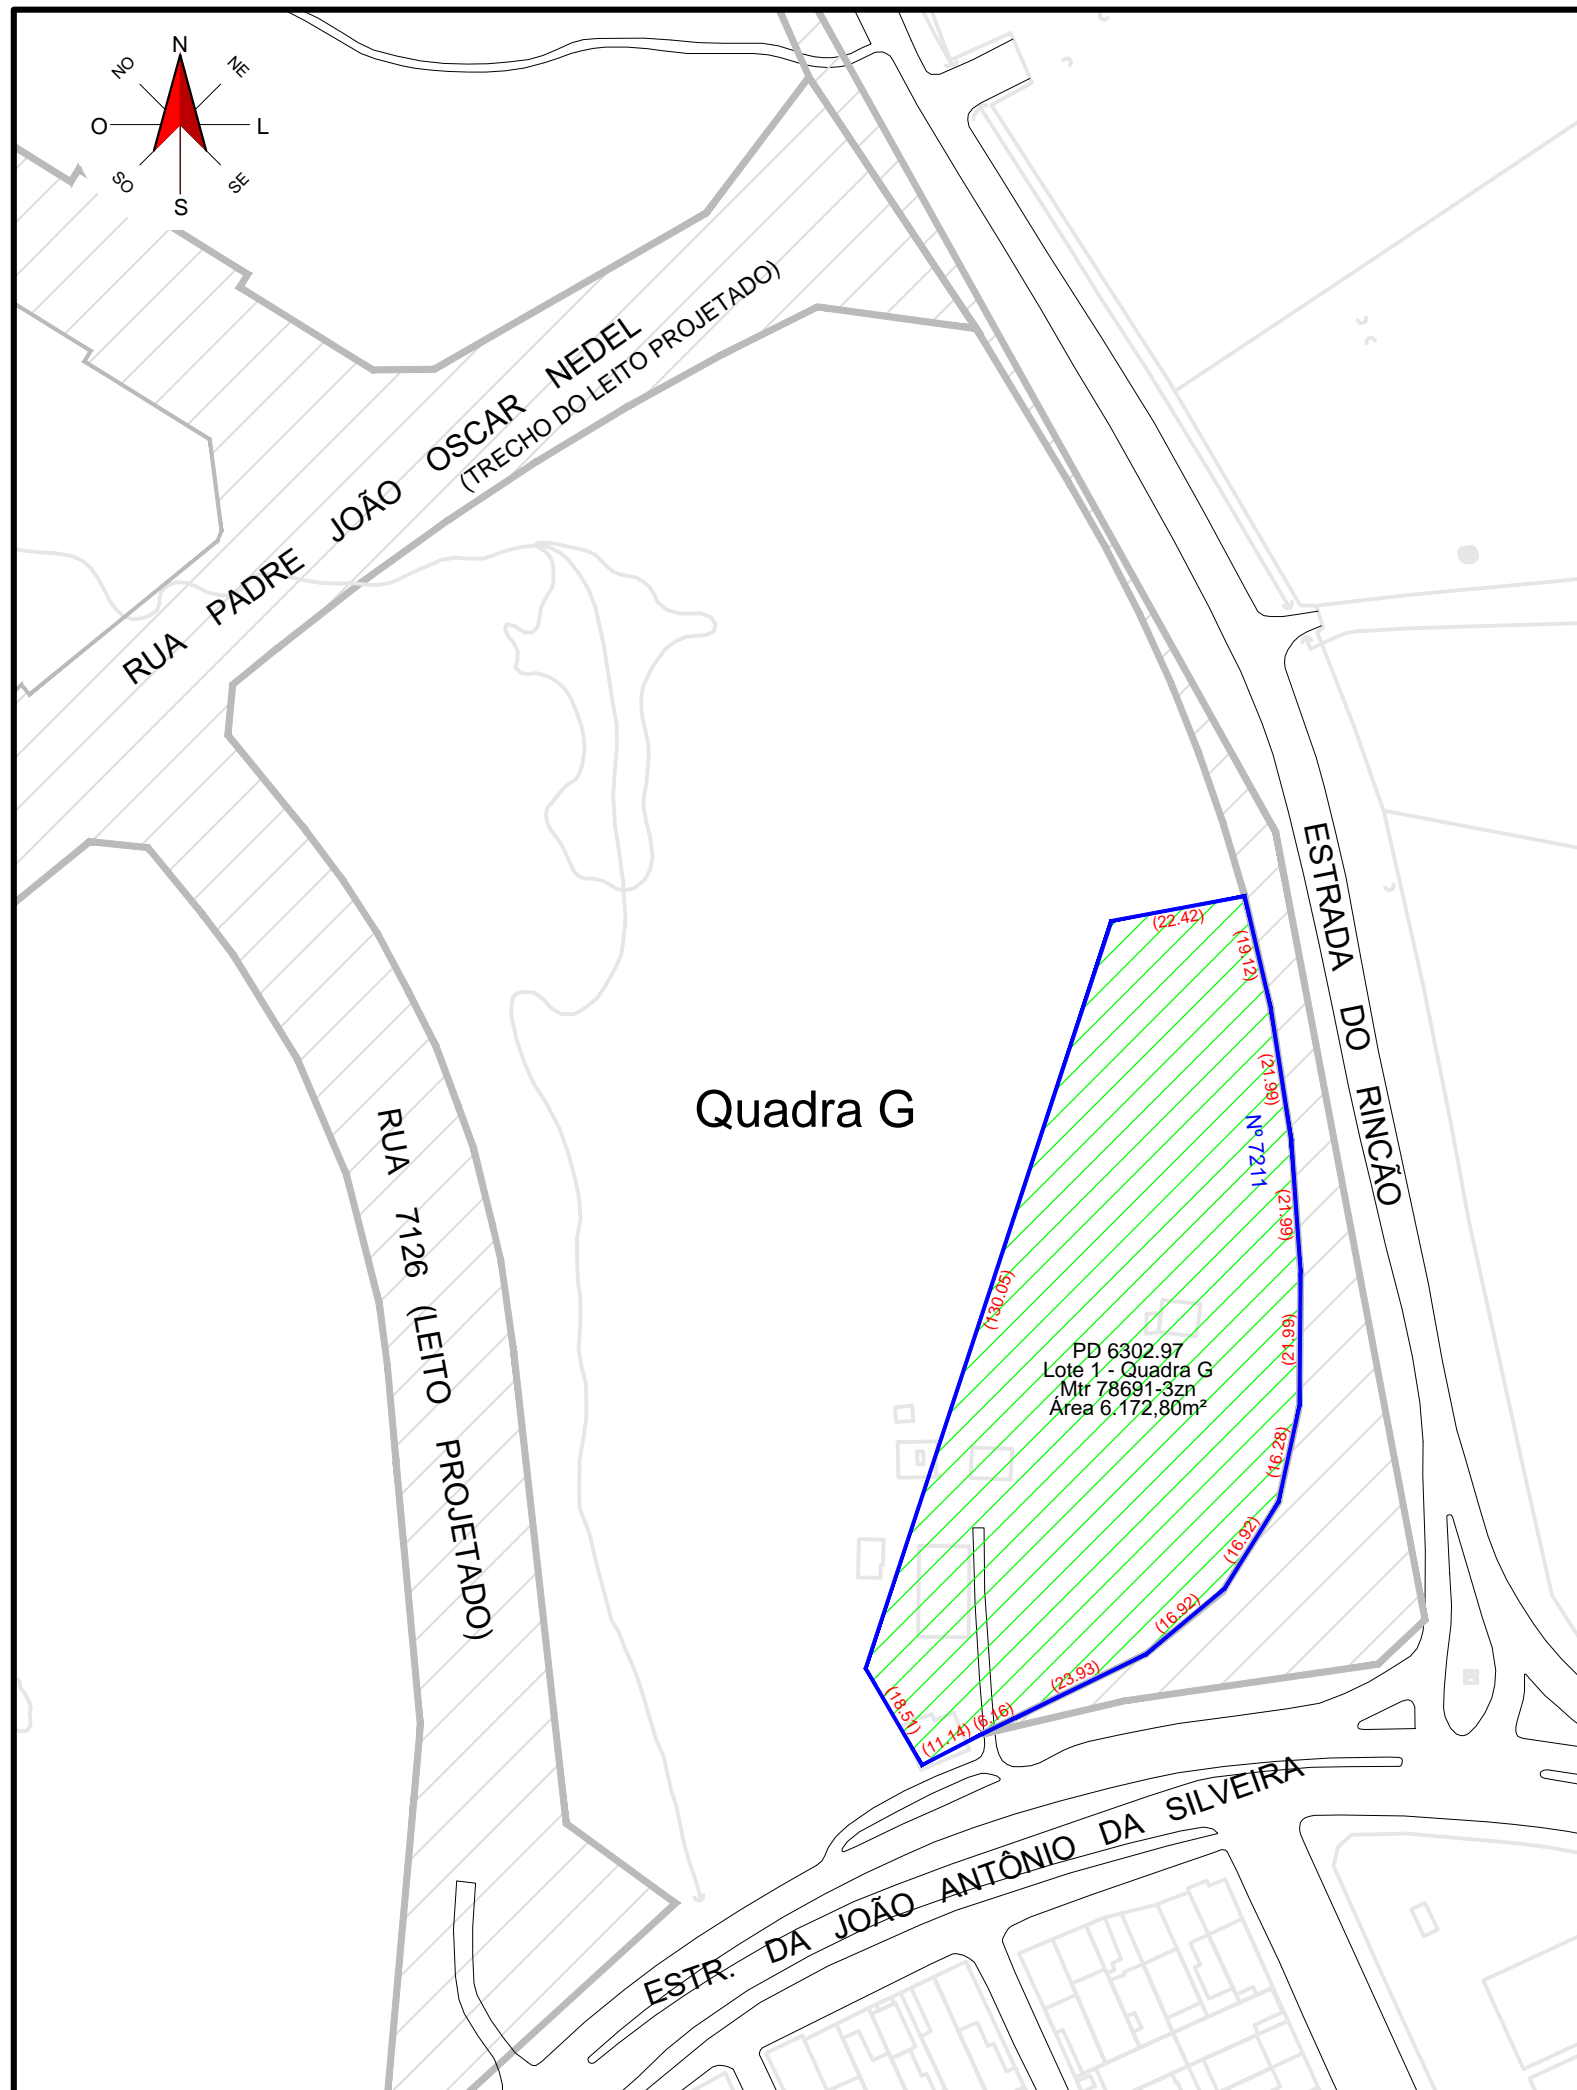 N
NO
NE
O
L
SO
SE
S
RUA PADRE JOÃO OSCAR NEDEL
(TRECHO DO LEITO PROJETADO)
ESTRADA DO RINCÃO
(22.42)
(19.12)
(21.99)
Nº 7211
Quadra G
(21.99)
RUA 7126 (LEITO PROJETADO)
(130.05)
(21.99)
PD 6302.97
Lote 1 - Quadra G
Mtr 78691-3zn
Área 6.172,80m²
(16.28)
(16.92)
(16.92)
(23.93)
(18.51)
(11.14)
(6.16)
ESTR. DA JOÃO ANTÔNIO DA SILVEIRA